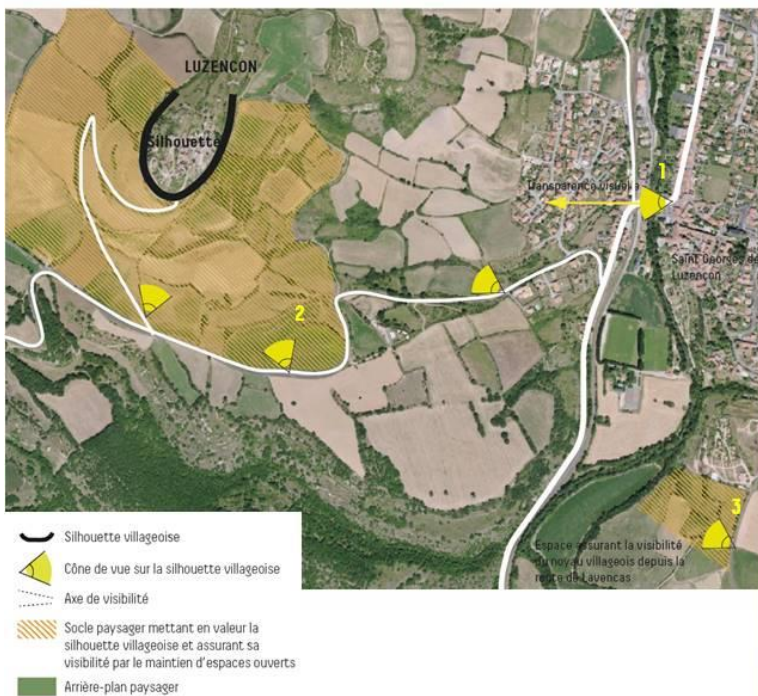 LUZENCON
Silhouette
1
Transparence visuelle
Saint Georges de
Luzencon
2
3
Espace assurant la visibilité
du noyau villageois depuis la
route de Lavencas
Silhouette villageoise
Cône de vue sur la silhouette villageoise
Axe de visibilité
Socle paysager mettant en valeur la
silhouette villageoise et assurant sa
visibilité par le maintien d'espaces ouverts
Arrière-plan paysager